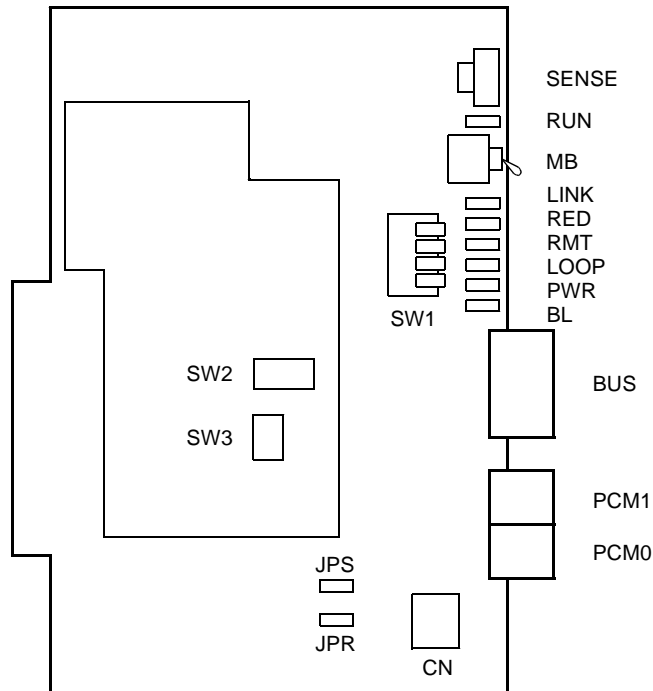 SENSE
RUN
MB
LINK
RED
RMT
LOOP
PWR
BL
SW1
SW2
BUS
SW3
PCM1
PCM0
JPS
JPR
CN